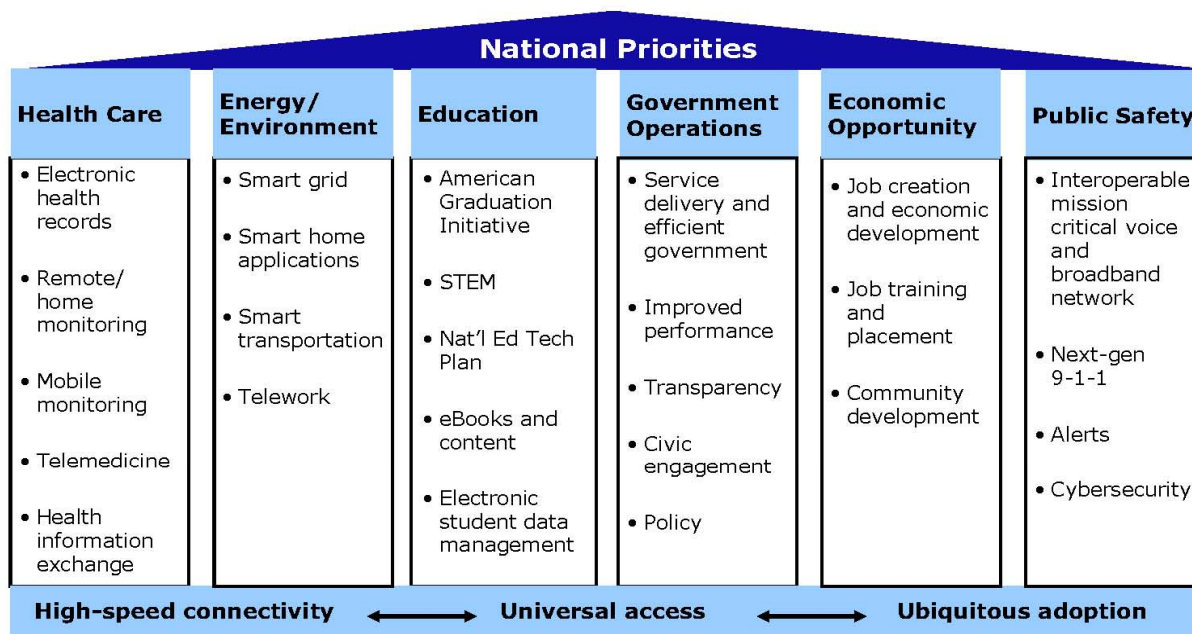 National Priorities
Health Care
• Electronic
health
records
• Remote/
home
monitoring
• Mobile
monitoring
• Telemedicine
• Health
information
exchange
Energy/
Environment
• Smart grid
• Smart home
applications
• Smart
transportation
• Telework
Education
• American
Graduation
Initiative
• STEM
• Nat’l Ed Tech
Plan
• eBooks and
content
• Electronic
student data
management
Government
Operations
• Service
delivery and
efficient
government
• Improved
performance
• Transparency
• Civic
engagement
• Policy
Economic
Opportunity
• Job creation
and economic
development
• Job training
and
placement
• Community
development
Public Safety
• Interoperable
mission
critical voice
and
broadband
network
• Next-gen
9-1-1
• Alerts
• Cybersecurity
High-speed connectivity Universal access Ubiquitous adoption